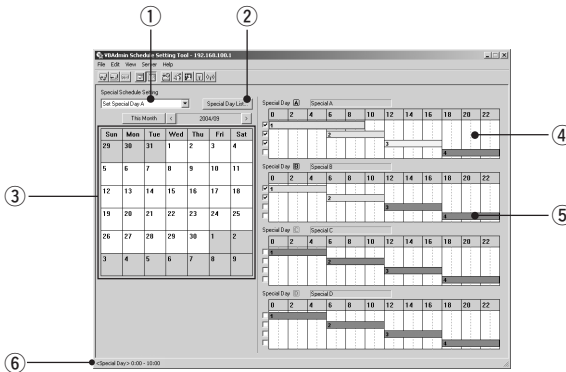 ① ②
VBAdmin Schedule Setting Tool - 192.168.100.1
File Edit View Server Help
Special Schedule Setting
Set Special Day A
Special Day List...
This Month < 2004/09 >
Sun Mon Tue Wed Thu Fri Sat
29 30 31 1 2 3 4
5 6 7 8 9 10 11
12 13 14 15 16 17 18
19 20 21 22 23 24 25
26 27 28 29 30 1 2
3 4 5 6 7 8 9
③
Special Day A Special A
0 2 4 6 8 10 12 14 16 18 20 22
1
2
3
4
④
Special Day B Special B
0 2 4 6 8 10 12 14 16 18 20 22
1
2
3
4
⑤
Special Day C Special C
0 2 4 6 8 10 12 14 16 18 20 22
1
2
3
4
Special Day D Special D
0 2 4 6 8 10 12 14 16 18 20 22
1
2
3
4
⑥
<Special Day> 0:00 - 10:00